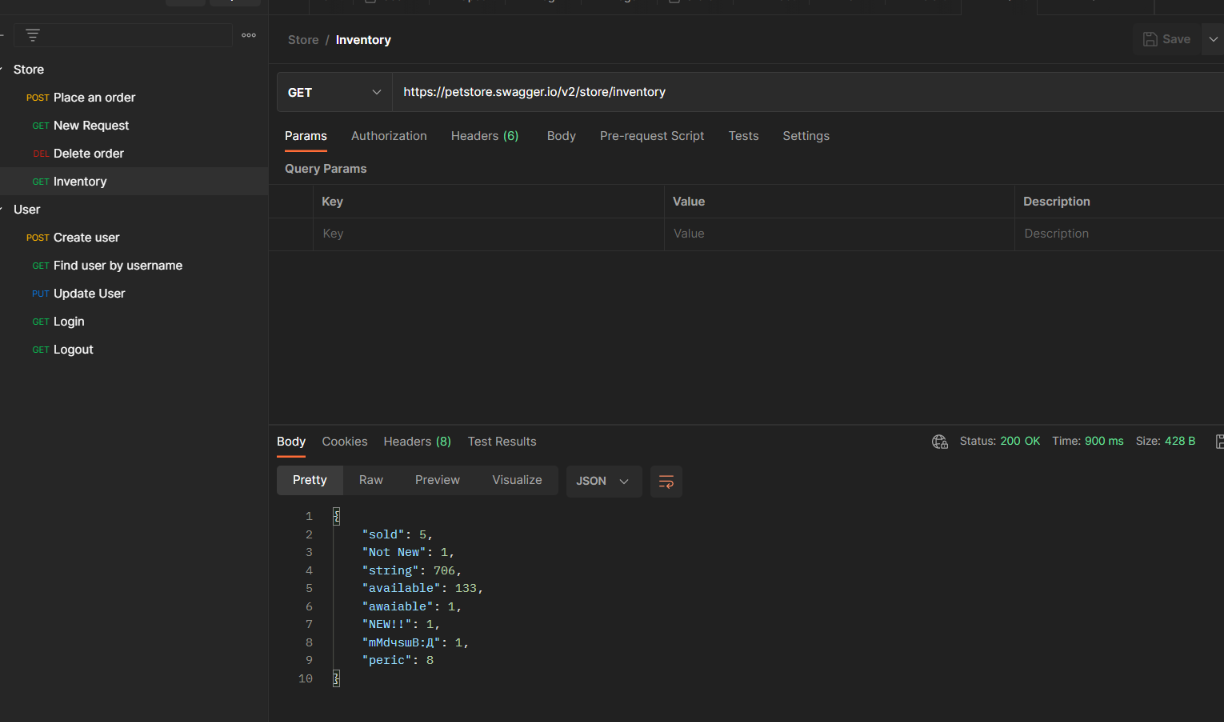 Store / Inventory
Save
Store
POST Place an order
GET New Request
DEL Delete order
GET Inventory
User
POST Create user
GET Find user by username
PUT Update User
GET Login
GET Logout
GET https://petstore.swagger.io/v2/store/inventory
Params Authorization Headers (6) Body Pre-request Script Tests Settings
Query Params
Key Value Description
Key Value Description
Body Cookies Headers (8) Test Results Status: 200 OK Time: 900 ms Size: 428 B
Pretty Raw Preview Visualize JSON
1 {
2 "sold": 5,
3 "Not New": 1,
4 "string": 706,
5 "available": 133,
6 "awaiable": 1,
7 "NEW!!": 1,
8 "mMdчsшB:Д": 1,
9 "peric": 8
10 }